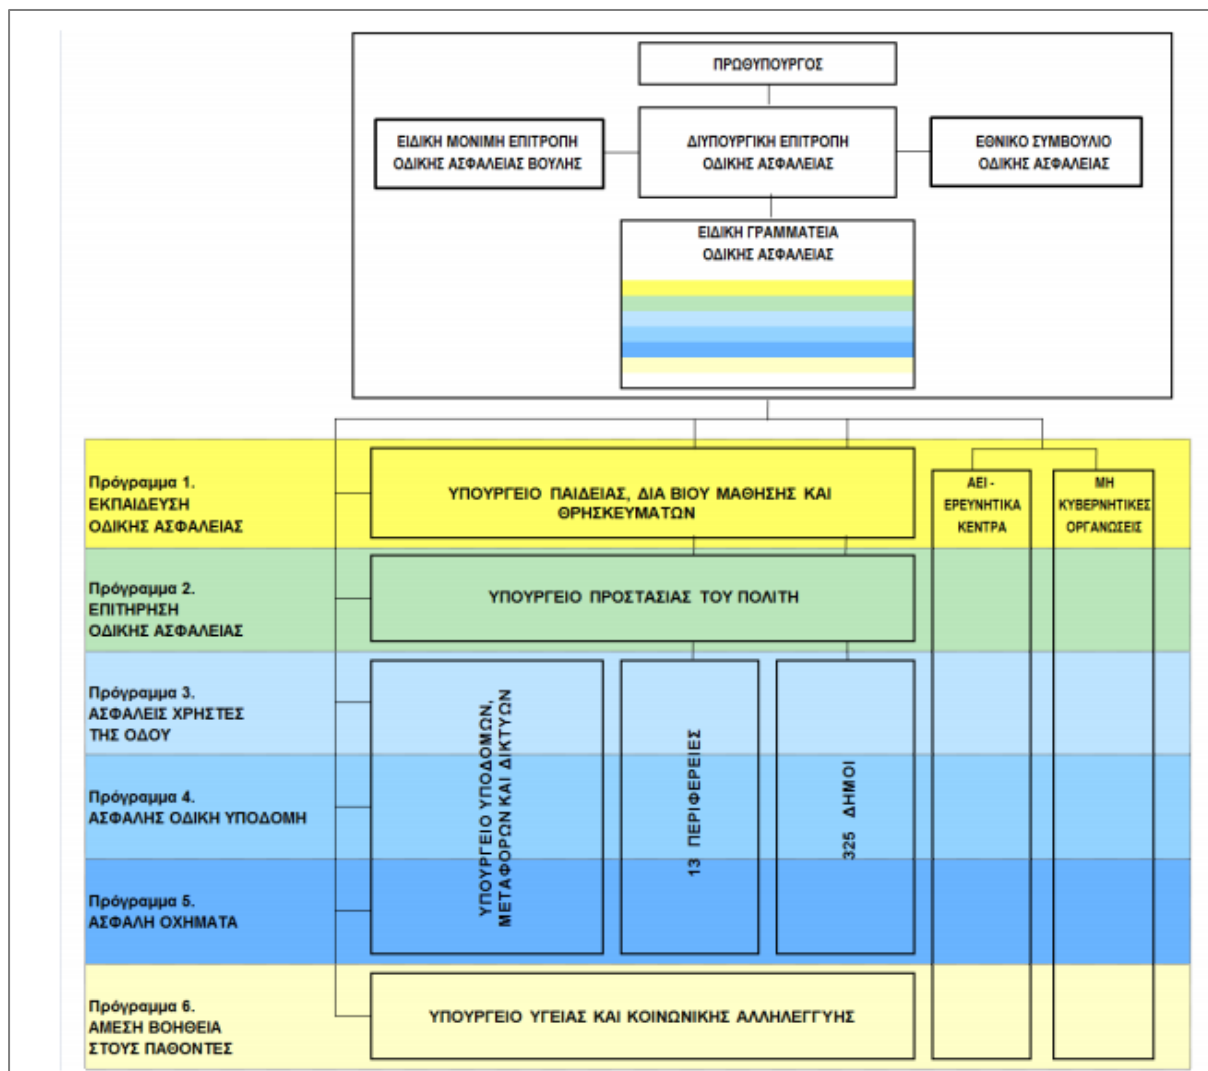 ΠΡΩΘΥΠΟΥΡΓΟΣ
ΕΙΔΙΚΗ ΜΟΝΙΜΗ ΕΠΙΤΡΟΠΗ
ΟΔΙΚΗΣ ΑΣΦΑΛΕΙΑΣ ΒΟΥΛΗΣ
ΔΙΥΠΟΥΡΓΙΚΗ ΕΠΙΤΡΟΠΗ
ΟΔΙΚΗΣ ΑΣΦΑΛΕΙΑΣ
ΕΘΝΙΚΟ ΣΥΜΒΟΥΛΙΟ
ΟΔΙΚΗΣ ΑΣΦΑΛΕΙΑΣ
ΕΙΔΙΚΗ ΓΡΑΜΜΑΤΕΙΑ
ΟΔΙΚΗΣ ΑΣΦΑΛΕΙΑΣ
Πρόγραμμα 1.
ΕΚΠΑΙΔΕΥΣΗ
ΟΔΙΚΗΣ ΑΣΦΑΛΕΙΑΣ
ΥΠΟΥΡΓΕΙΟ ΠΑΙΔΕΙΑΣ, ΔΙΑ ΒΙΟΥ ΜΑΘΗΣΗΣ ΚΑΙ
ΘΡΗΣΚΕΥΜΑΤΩΝ
ΑΕΙ -
ΕΡΕΥΝΗΤΙΚΑ
ΚΕΝΤΡΑ
ΜΗ
ΚΥΒΕΡΝΗΤΙΚΕΣ
ΟΡΓΑΝΩΣΕΙΣ
Πρόγραμμα 2.
ΕΠΙΤΗΡΗΣΗ
ΟΔΙΚΗΣ ΑΣΦΑΛΕΙΑΣ
ΥΠΟΥΡΓΕΙΟ ΠΡΟΣΤΑΣΙΑΣ ΤΟΥ ΠΟΛΙΤΗ
Πρόγραμμα 3.
ΑΣΦΑΛΕΙΣ ΧΡΗΣΤΕΣ
ΤΗΣ ΟΔΟΥ
Πρόγραμμα 4.
ΑΣΦΑΛΗΣ ΟΔΙΚΗ ΥΠΟΔΟΜΗ
Πρόγραμμα 5.
ΑΣΦΑΛΗ ΟΧΗΜΑΤΑ
ΥΠΟΥΡΓΕΙΟ ΥΠΟΔΟΜΩΝ,
ΜΕΤΑΦΟΡΩΝ ΚΑΙ ΔΙΚΤΥΩΝ
13 ΠΕΡΙΦΕΡΕΙΕΣ
325 ΔΗΜΟΙ
Πρόγραμμα 6.
ΑΜΕΣΗ ΒΟΗΘΕΙΑ
ΣΤΟΥΣ ΠΑΘΟΝΤΕΣ
ΥΠΟΥΡΓΕΙΟ ΥΓΕΙΑΣ ΚΑΙ ΚΟΙΝΩΝΙΚΗΣ ΑΛΛΗΛΕΓΓΥΗΣ